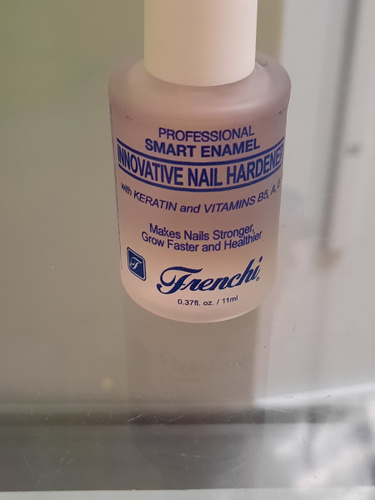 PROFESSIONAL
SMART ENAMEL
INNOVATIVE NAIL HARDENER
with KERATIN and VITAMINS B5, A,
Makes Nails Stronger,
Grow Faster and Healthier
Frenchi
0.37fl. oz. / 11ml